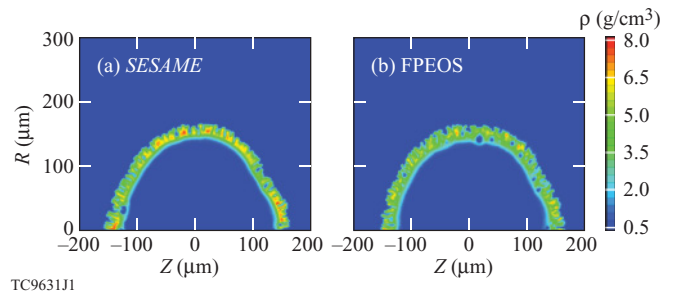 ρ (g/cm³)
300 (a) SESAME (b) FPEOS 8.0
200 6.5
R (μm) 5.0
100 3.5
2.0
0 0.5
−200 −100 0 100 200 −100 0 100 200
Z (μm) Z (μm)
TC9631J1